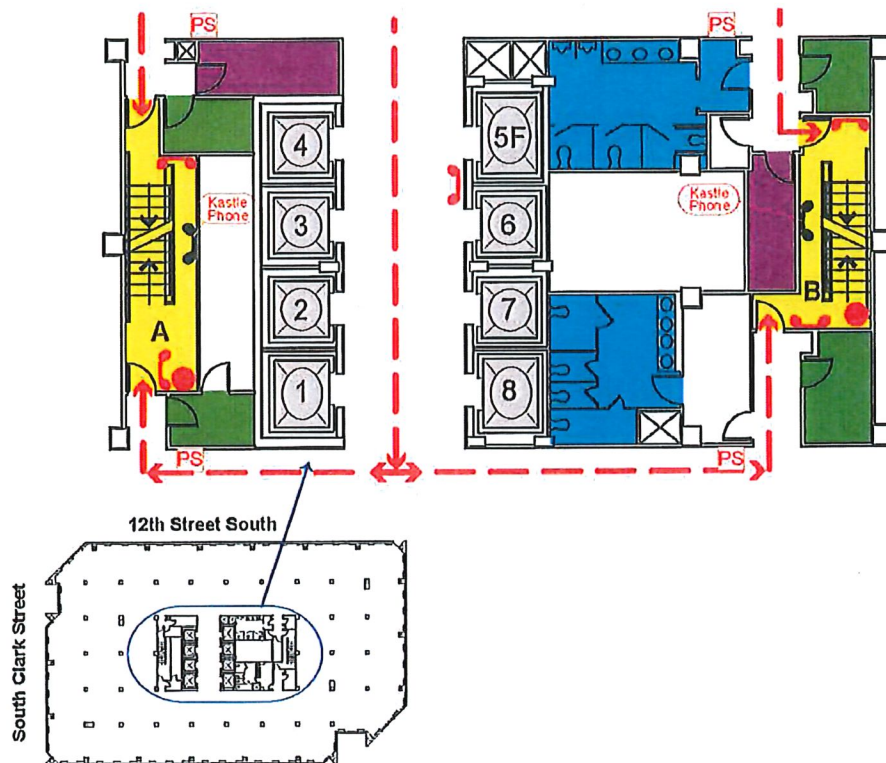 PS
PS
4
5F
Kastle
Phone
Kastle
Phone
3
6
2
7
B
A
1
8
PS
PS
12th Street South
South Clark Street